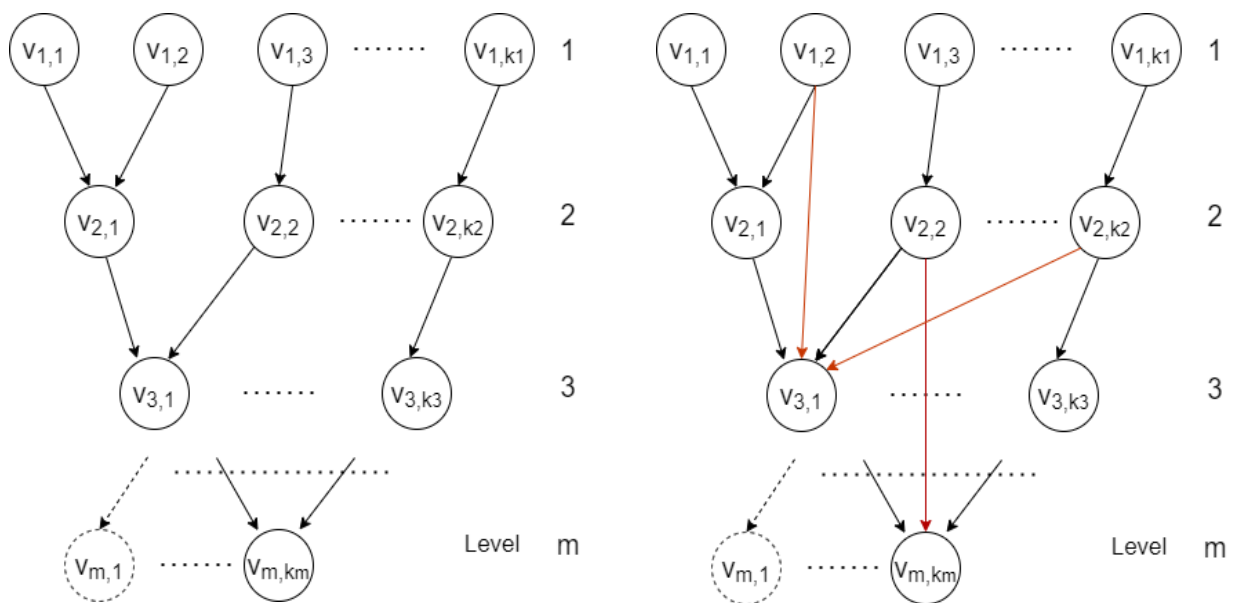 v1,1 v1,2 v1,3 ....... v1,k1 1 v1,1 v1,2 v1,3 ....... v1,k1 1
v2,1 v2,2 ....... v2,k2 2 v2,1 v2,2 ....... v2,k2 2
v3,1 ....... v3,k3 3 v3,1 ....... v3,k3 3
vm,1 ....... vm,km Level m vm,1 ....... vm,km Level m